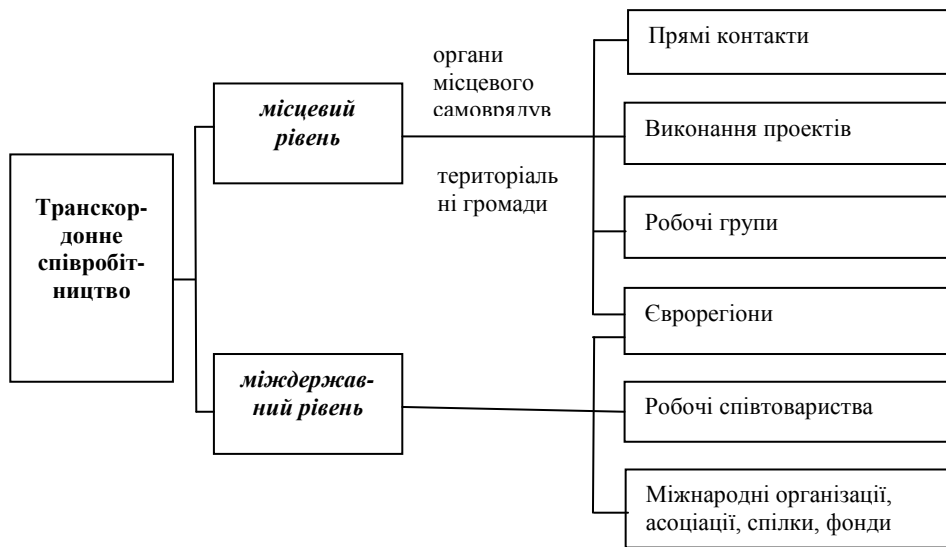 Транскор-
донне
співробіт-
ництво
місцевий
рівень
міждержав-
ний рівень
органи
місцевого
самоврядув
територіаль
ні громади
Прямі контакти
Виконання проектів
Робочі групи
Єврорегіони
Робочі співтовариства
Міжнародні організації,
асоціації, спілки, фонди